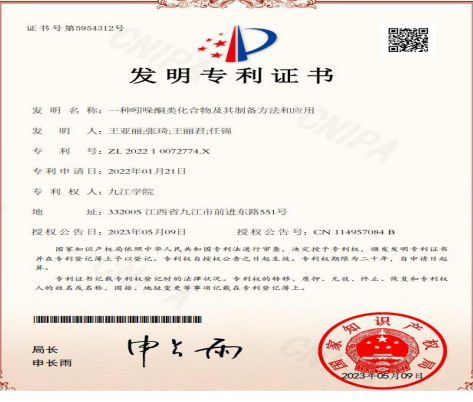 证书号第5954312号
发明专利证书
发明名称：一种吲哚酮类化合物及其制备方法和应用
发明人：王亚丽;张琦;王丽君;任锦
专利号：ZL 2022 1 0072774.X
专利申请日：2022年01月21日
专利权人：九江学院
地址：332005 江西省九江市前进东路551号
授权公告日：2023年05月09日 授权公告号：CN 114957084 B
国家知识产权局依照中华人民共和国专利法进行审查，决定授予专利权，颁发发明专利证书
并在专利登记簿上予以登记。专利权自授权公告之日起生效。专利权期限为二十年，自申请日起
算。
专利证书记载专利权登记时的法律状况。专利权的转移、质押、无效、终止、恢复和专利权
人的姓名或名称、国籍、地址变更等事项记载在专利登记簿上。
局长
申长雨
申长雨
国家知识产权局
2023年05月09日
CNIPA
CNIPA
CNIPA